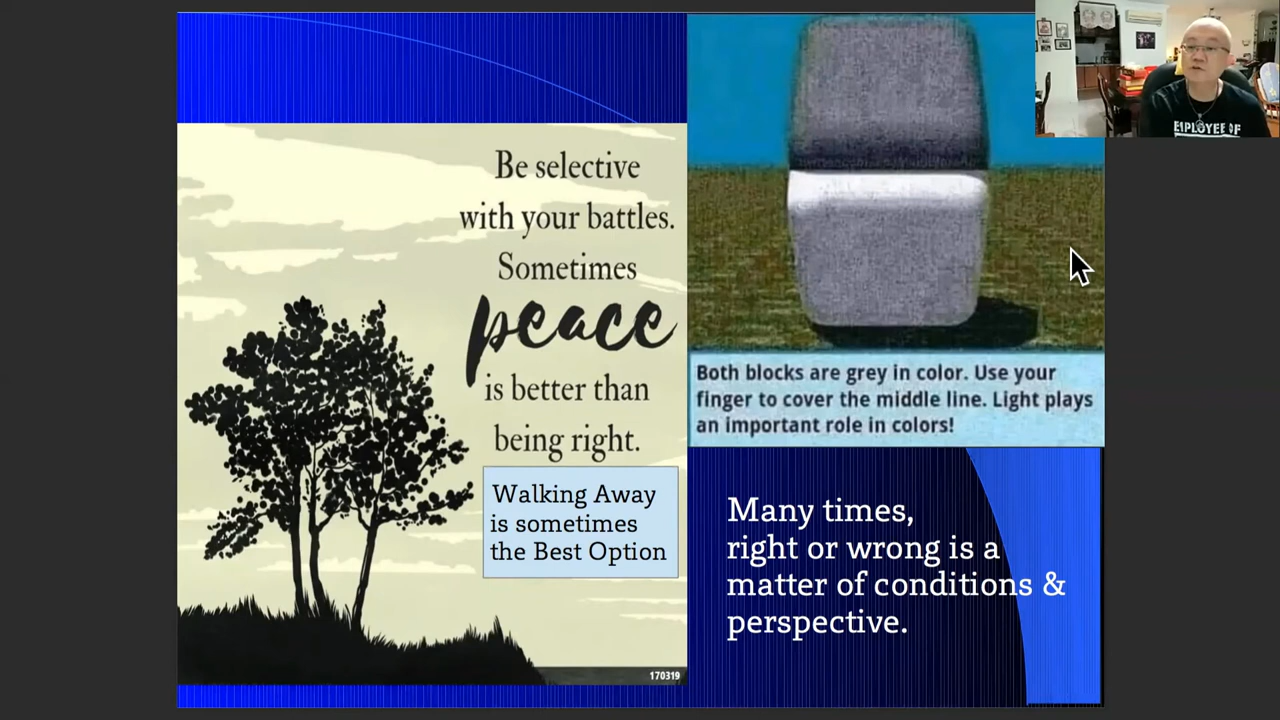 Be selective
with your battles.
Sometimes
peace
is better than
being right.
Walking Away
is sometimes
the Best Option
170319
Both blocks are grey in color. Use your
finger to cover the middle line. Light plays
an important role in colors!
Many times,
right or wrong is a
matter of conditions &
perspective.
EMPLOYEE OF